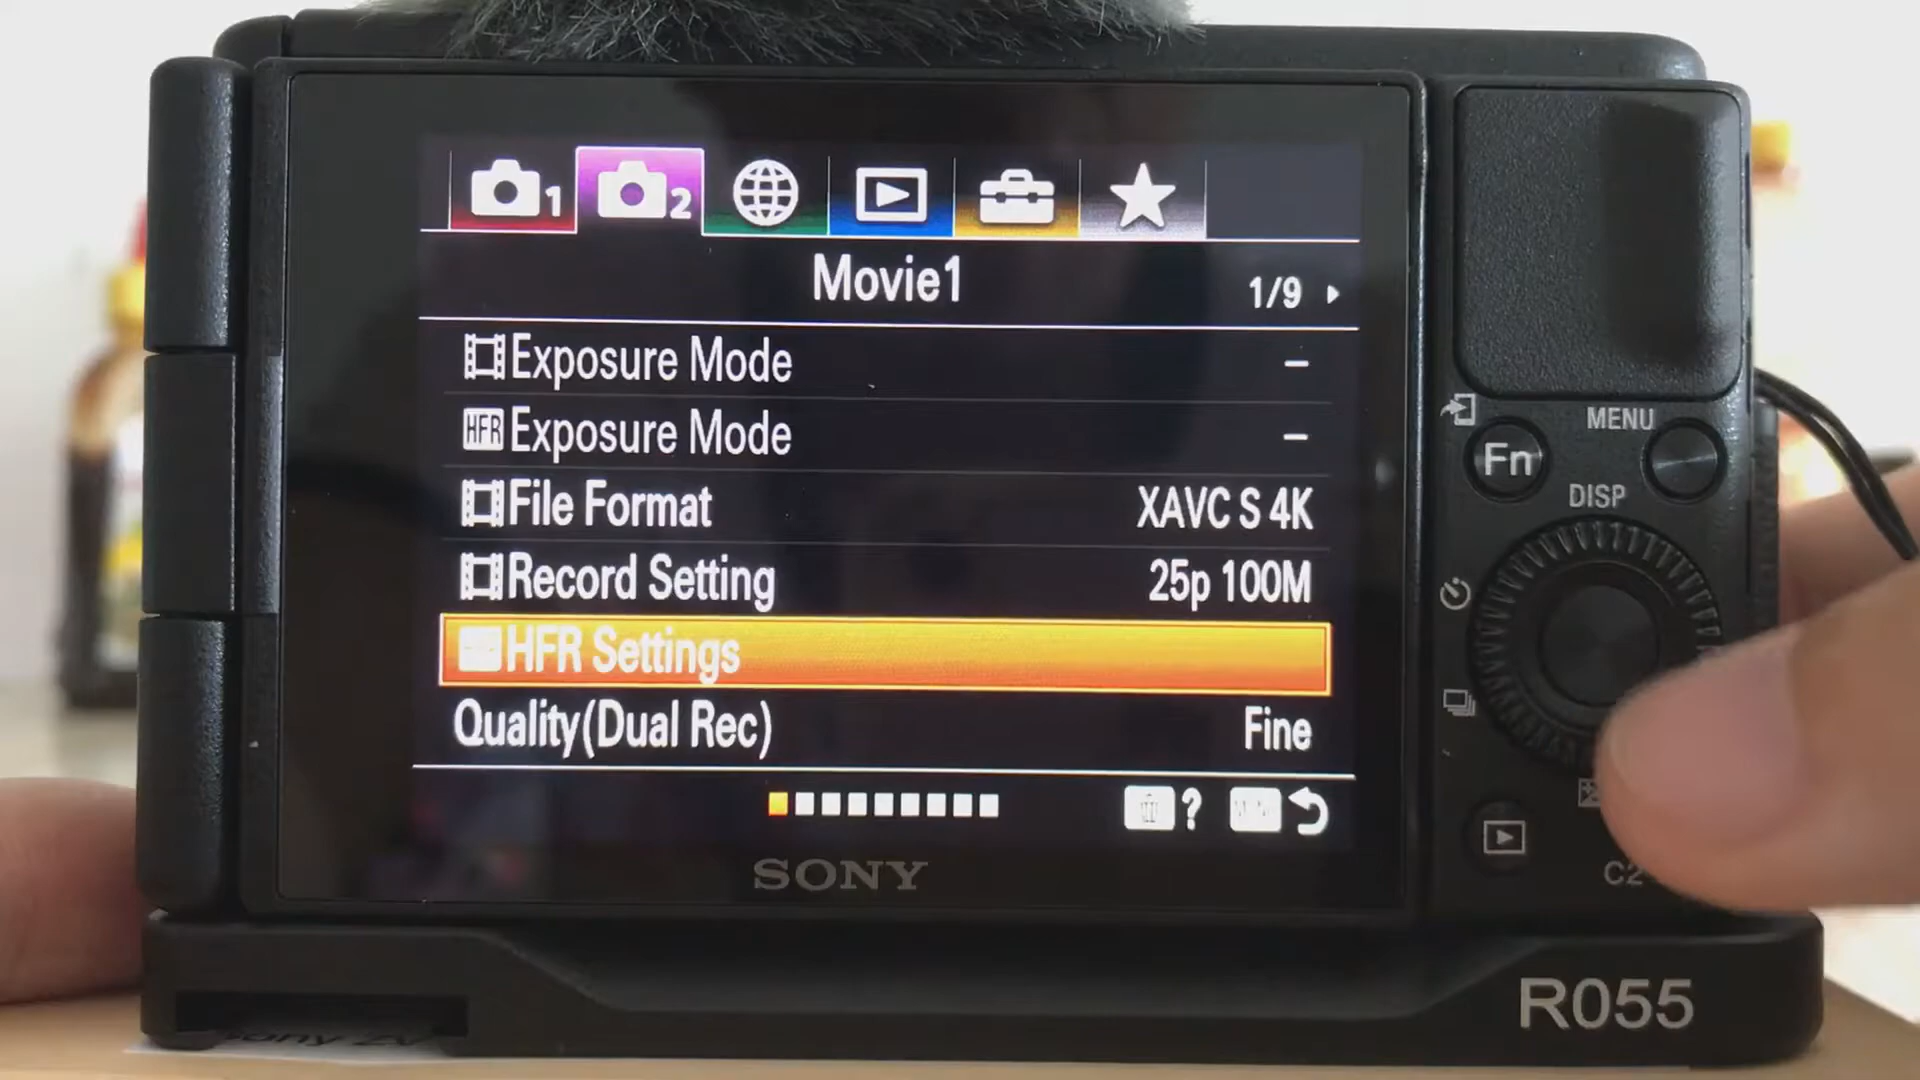 1
2
Movie1
1/9
Exposure Mode –
HFR Exposure Mode –
File Format XAVC S 4K
Record Setting 25p 100M
HFR Settings
Quality(Dual Rec) Fine
?
SONY
MENU
Fn
DISP
C2
R055